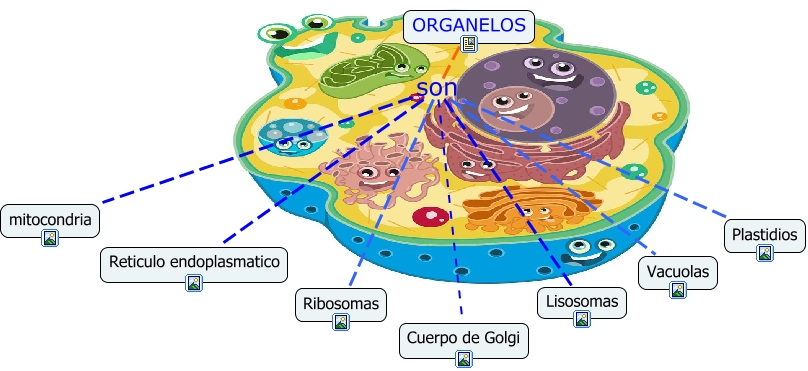 ORGANELOS
son
mitocondria
Reticulo endoplasmatico
Ribosomas
Cuerpo de Golgi
Lisosomas
Vacuolas
Plastidios